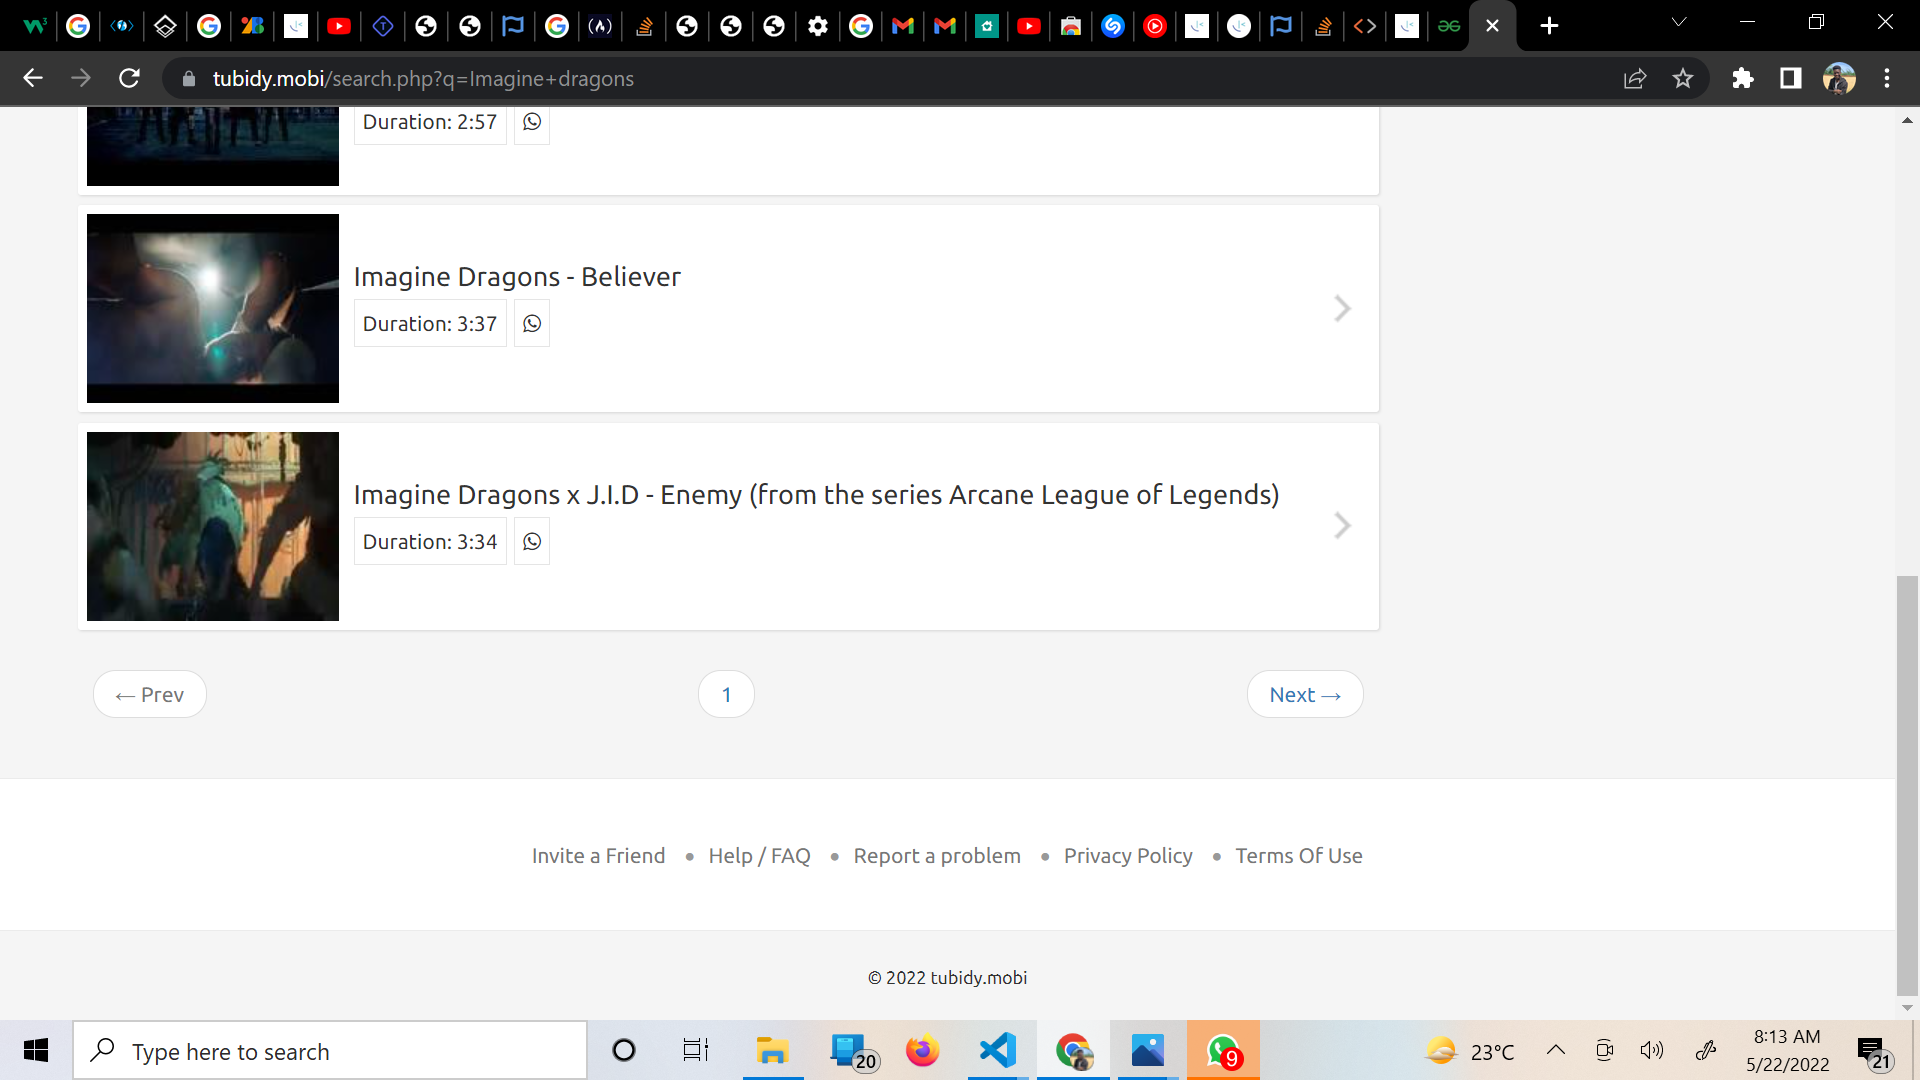 tubidy.mobi/search.php?q=Imagine+dragons
Duration: 2:57
Imagine Dragons - Believer
Duration: 3:37
Imagine Dragons x J.I.D - Enemy (from the series Arcane League of Legends)
Duration: 3:34
← Prev
1
Next →
Invite a Friend • Help / FAQ • Report a problem • Privacy Policy • Terms Of Use
© 2022 tubidy.mobi
Type here to search
20
9
23°C
8:13 AM
5/22/2022
21